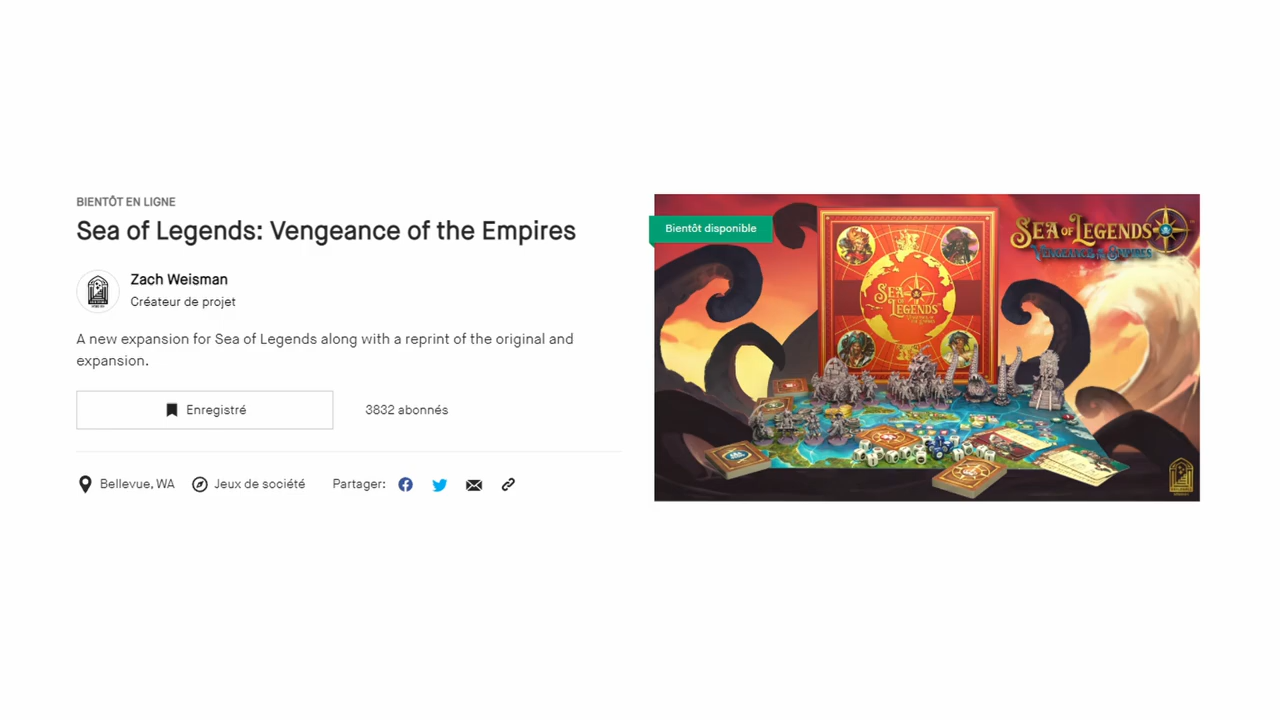 BIENTÔT EN LIGNE
Sea of Legends: Vengeance of the Empires
Zach Weisman
Créateur de projet
A new expansion for Sea of Legends along with a reprint of the original and
expansion.
Enregistré
3832 abonnés
Bellevue, WA
Jeux de société
Partager:
Bientôt disponible
SEA OF LEGENDS
VENGEANCE OF THE EMPIRES
SEA OF
LEGENDS